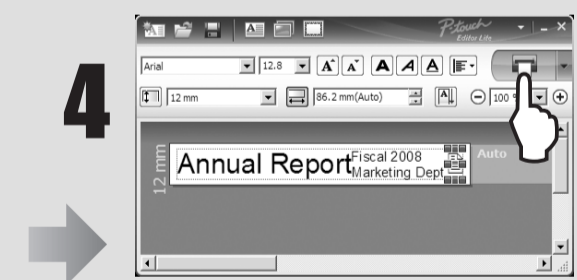 4
P-touch
Editor Lite
Arial 12.8 A A A A A
12 mm 86.2 mm(Auto) A 100 %
12 mm
Annual Report
Fiscal 2008
Marketing Dept
Auto